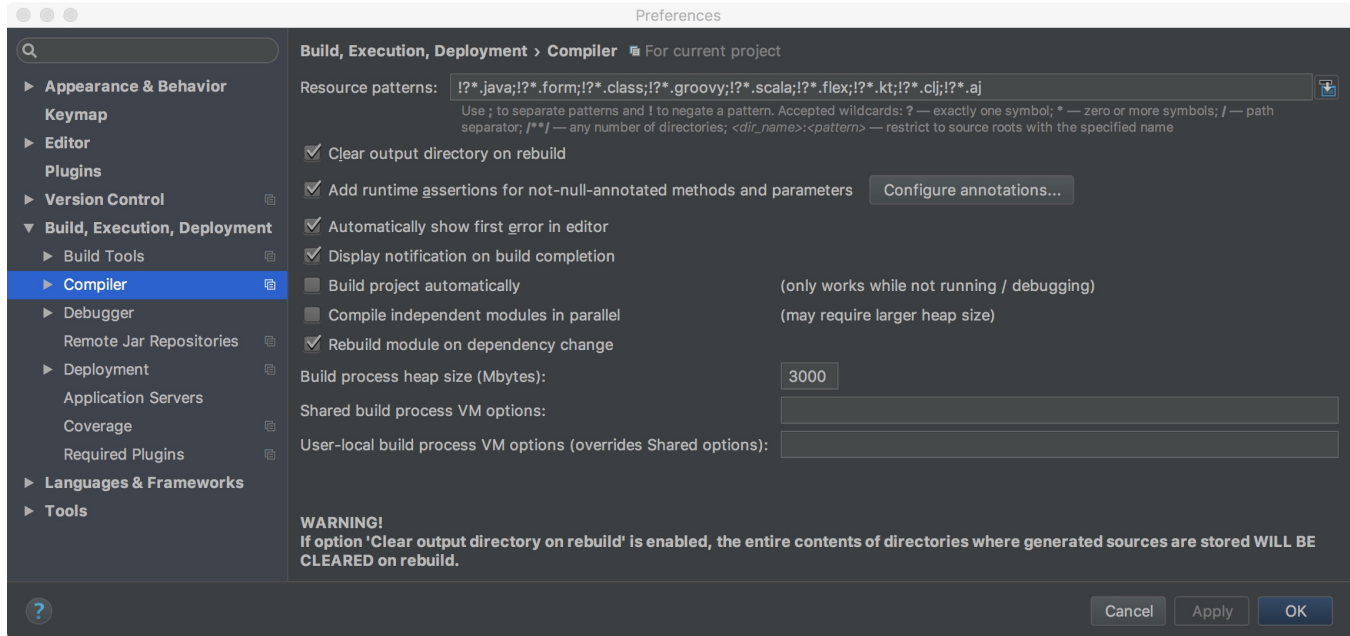 Preferences
Build, Execution, Deployment › Compiler For current project
Appearance & Behavior
Keymap
Editor
Plugins
Version Control
Build, Execution, Deployment
Build Tools
Compiler
Debugger
Remote Jar Repositories
Deployment
Application Servers
Coverage
Required Plugins
Languages & Frameworks
Tools
Resource patterns: !?*.java;!?*.form;!?*.class;!?*.groovy;!?*.scala;!?*.flex;!?*.kt;!?*.clj;!?*.aj
Use ; to separate patterns and ! to negate a pattern. Accepted wildcards: ? — exactly one symbol; * — zero or more symbols; / — path
separator; /**/ — any number of directories; <dir_name>:<pattern> — restrict to source roots with the specified name
Clear output directory on rebuild
Add runtime assertions for not-null-annotated methods and parameters Configure annotations...
Automatically show first error in editor
Display notification on build completion
Build project automatically (only works while not running / debugging)
Compile independent modules in parallel (may require larger heap size)
Rebuild module on dependency change
Build process heap size (Mbytes): 3000
Shared build process VM options:
User-local build process VM options (overrides Shared options):
WARNING!
If option 'Clear output directory on rebuild' is enabled, the entire contents of directories where generated sources are stored WILL BE
CLEARED on rebuild.
? Cancel Apply OK